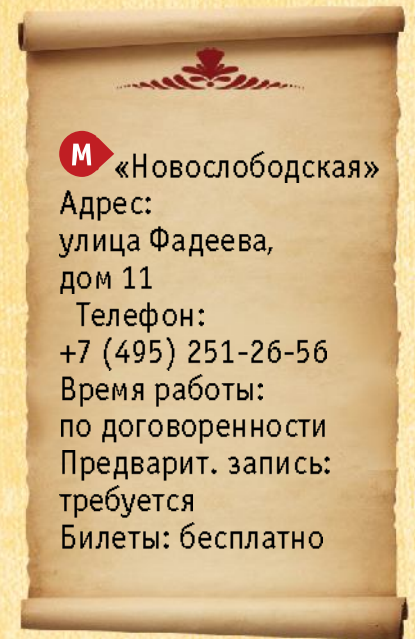 М «Новослободская»
Адрес:
улица Фадеева,
дом 11
Телефон:
+7 (495) 251-26-56
Время работы:
по договоренности
Предварит. запись:
требуется
Билеты: бесплатно